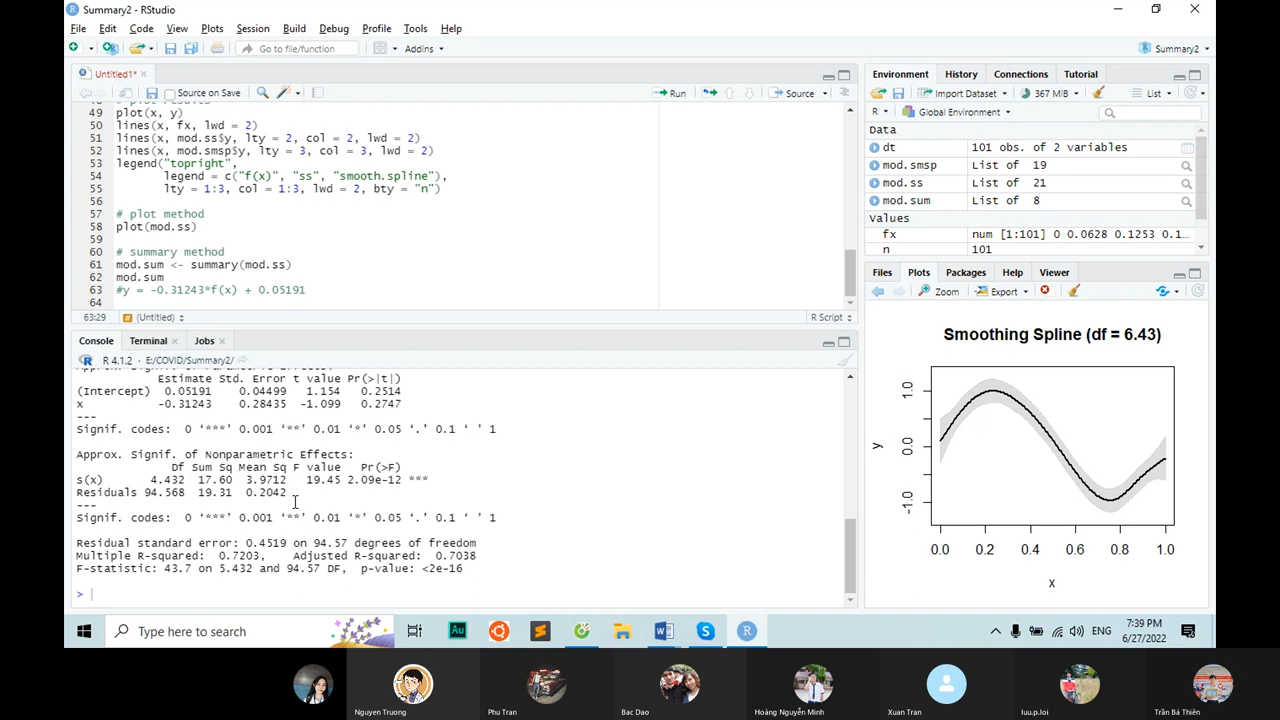 Summary2 - RStudio
File Edit Code View Plots Session Build Debug Profile Tools Help
Go to file/function Addins Summary2
Untitled1*
Source on Save Run Source
49 plot(x, y)
50 lines(x, fx, lwd = 2)
51 lines(x, mod.ss$y, lty = 2, col = 2, lwd = 2)
52 lines(x, mod.smsp$y, lty = 3, col = 3, lwd = 2)
53 legend("topright",
54 legend = c("f(x)", "ss", "smooth.spline"),
55 lty = 1:3, col = 1:3, lwd = 2, bty = "n")
56
57 # plot method
58 plot(mod.ss)
59
60 # summary method
61 mod.sum <- summary(mod.ss)
62 mod.sum
63 #y = -0.31243*f(x) + 0.05191
64
63:29 (Untitled) R Script
Console Terminal Jobs
R 4.1.2 · E:/COVID/Summary2/
Estimate Std. Error t value Pr(>|t|)
(Intercept) 0.05191 0.04499 1.154 0.2514
x -0.31243 0.28435 -1.099 0.2747
---
Signif. codes: 0 ‘***’ 0.001 ‘**’ 0.01 ‘*’ 0.05 ‘.’ 0.1 ‘ ’ 1
Approx. Signif. of Nonparametric Effects:
Df Sum Sq Mean Sq F value Pr(>F)
s(x) 4.432 17.60 3.9712 19.45 2.09e-12 ***
Residuals 94.568 19.31 0.2042
---
Signif. codes: 0 ‘***’ 0.001 ‘**’ 0.01 ‘*’ 0.05 ‘.’ 0.1 ‘ ’ 1
Residual standard error: 0.4519 on 94.57 degrees of freedom
Multiple R-squared: 0.7203, Adjusted R-squared: 0.7038
F-statistic: 43.7 on 5.432 and 94.57 DF, p-value: <2e-16
>
Environment History Connections Tutorial
Import Dataset 367 MiB List
R Global Environment
Data
dt 101 obs. of 2 variables
mod.smsp List of 19
mod.ss List of 21
mod.sum List of 8
Values
fx num [1:101] 0 0.0628 0.1253 0.1...
n 101
Files Plots Packages Help Viewer
Zoom Export
Smoothing Spline (df = 6.43)
1.0
0.0
-1.0
y
0.0 0.2 0.4 0.6 0.8 1.0
x
Type here to search
Au
ENG
7:39 PM
6/27/2022
Nguyen Truong
Phu Tran
Bac Dao
Hoàng Nguyễn Minh
Xuan Tran
luu.p.loi
Trần Bá Thiên